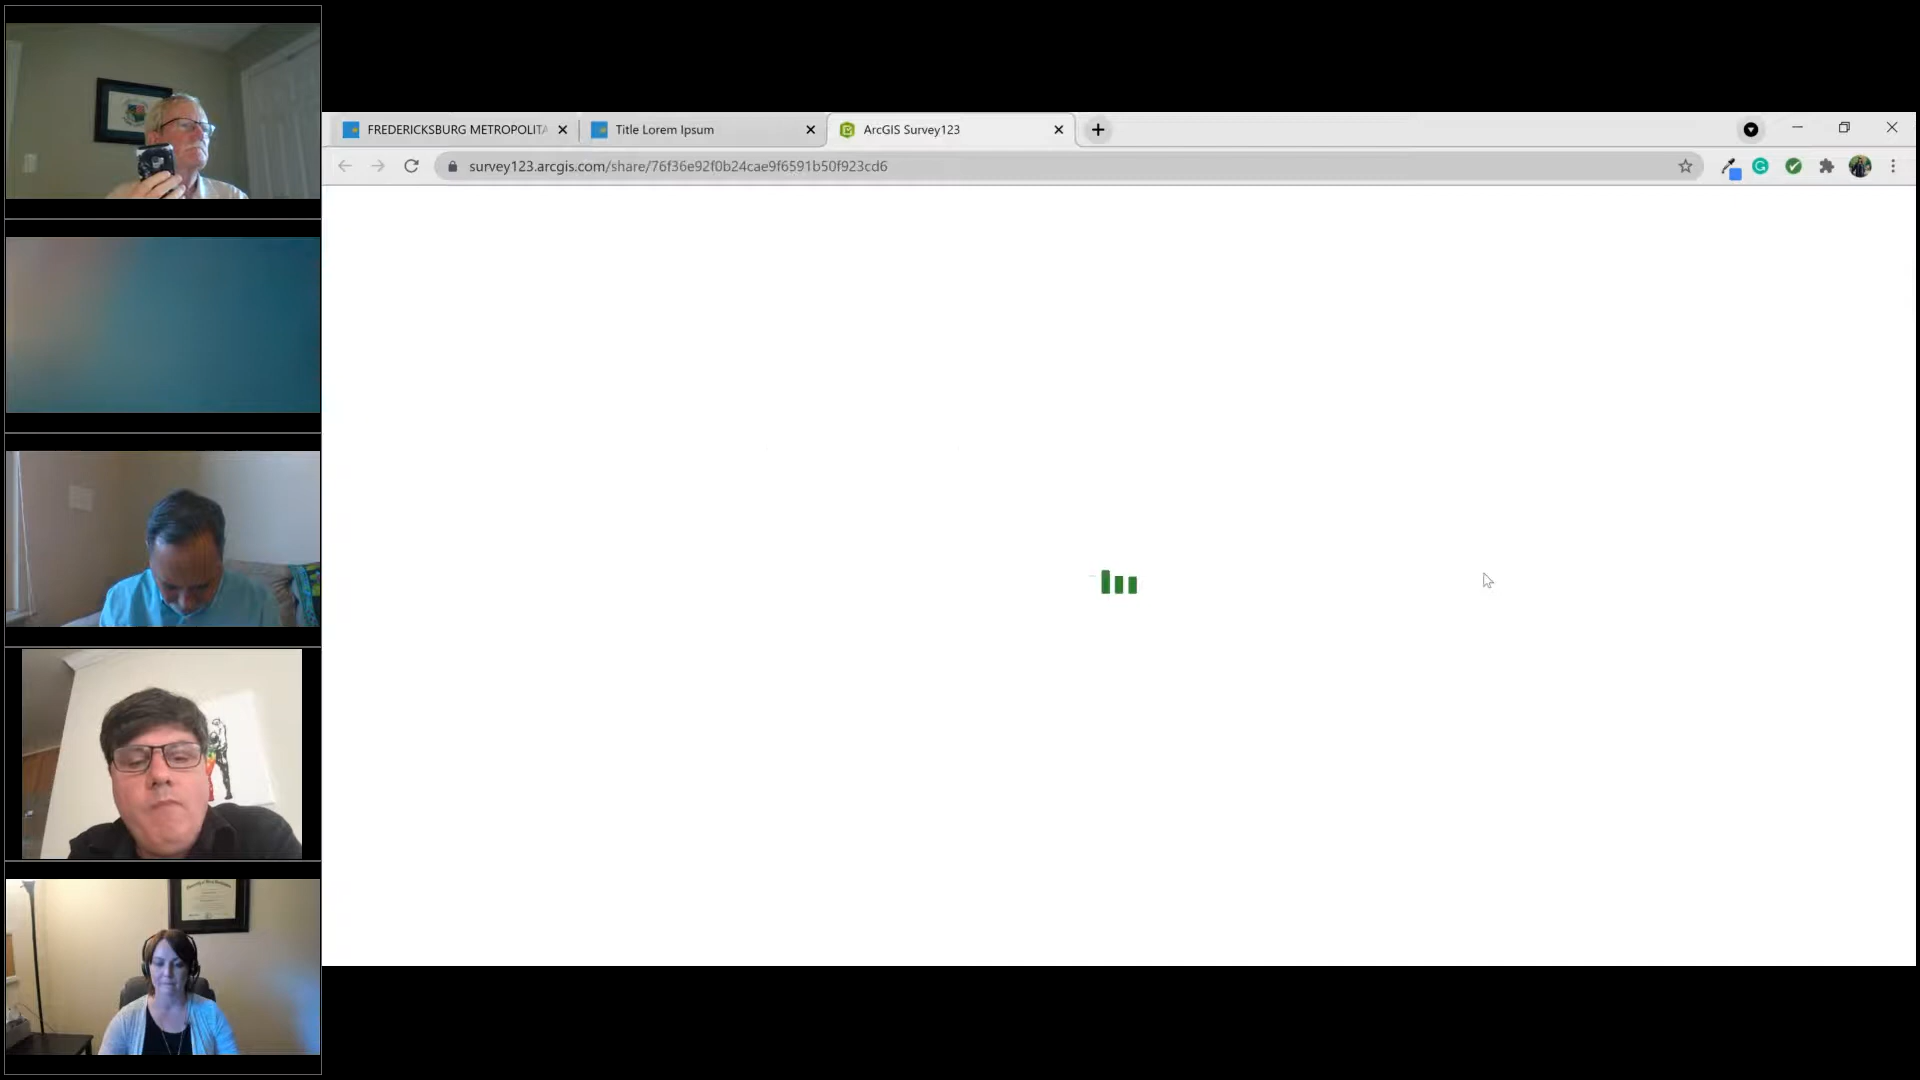 FREDERICKSBURG METROPOLITA
Title Lorem Ipsum
ArcGIS Survey123
survey123.arcgis.com/share/76f36e92f0b24cae9f6591b50f923cd6